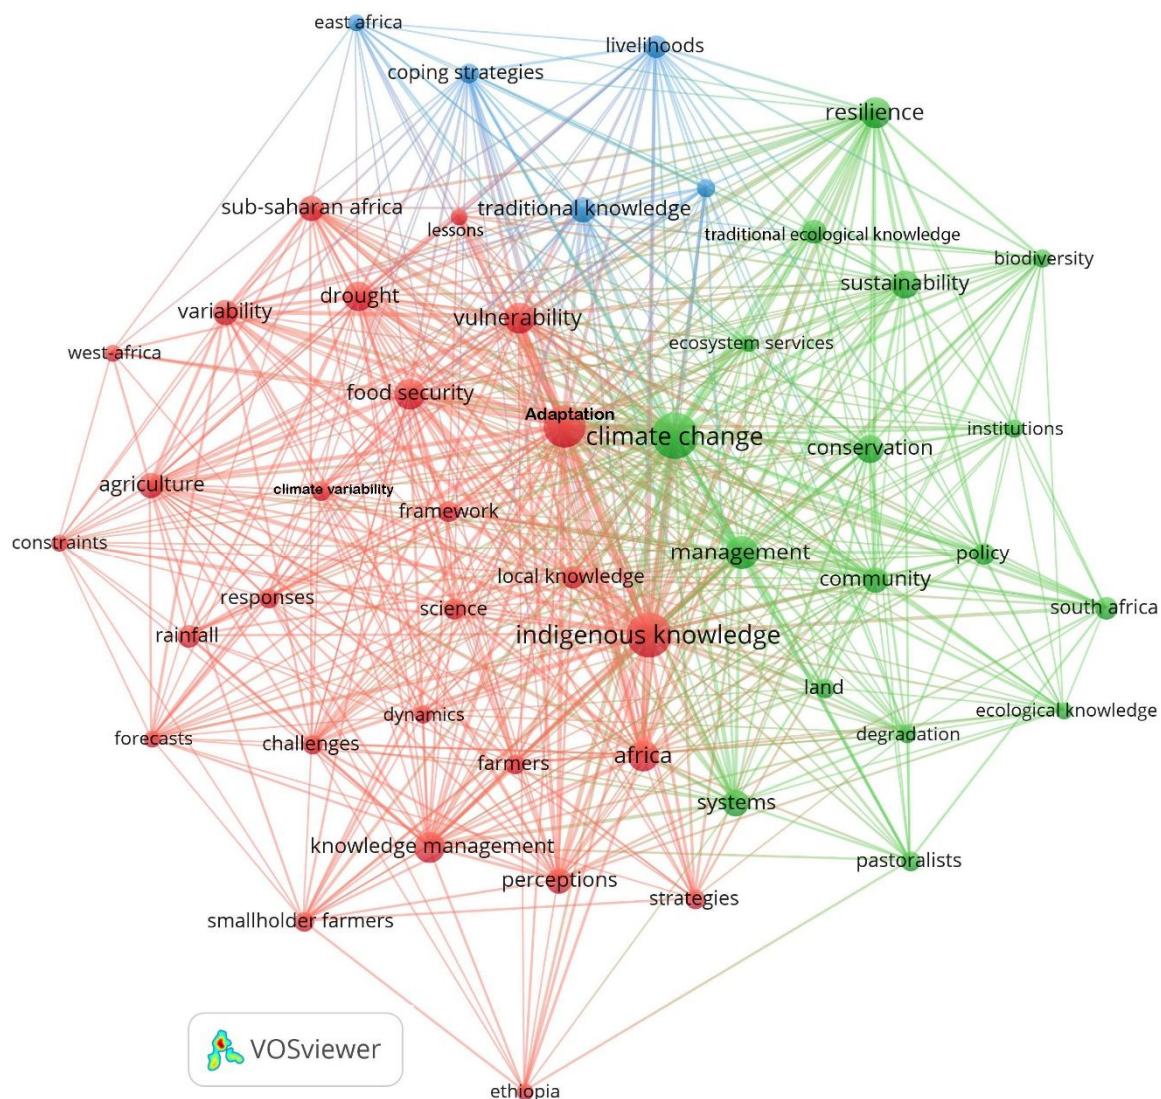 east africa
livelihoods
coping strategies
resilience
sub-saharan africa
traditional knowledge
lessons
traditional ecological knowledge
biodiversity
sustainability
drought
variability
vulnerability
ecosystem services
west-africa
food security
Adaptation
climate change
institutions
conservation
agriculture
climate variability
framework
constraints
management
policy
local knowledge
community
responses
science
south africa
rainfall
indigenous knowledge
land
ecological knowledge
dynamics
forecasts
challenges
degradation
africa
farmers
systems
knowledge management
pastoralists
perceptions
strategies
smallholder farmers
VOSviewer
ethiopia